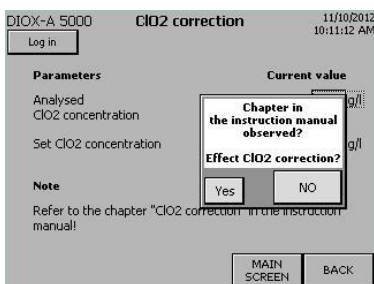 DIOX-A 5000 ClO2 correction 11/10/2012
10:11:12 AM
Log in
Parameters Current value
Analysed
ClO2 concentration g/l
Set ClO2 concentration g/l
Chapter in
the instruction manual
observed?
Effect ClO2 correction?
Yes NO
Note
Refer to the chapter "ClO2 correction" in the instruction
manual!
MAIN
SCREEN
BACK